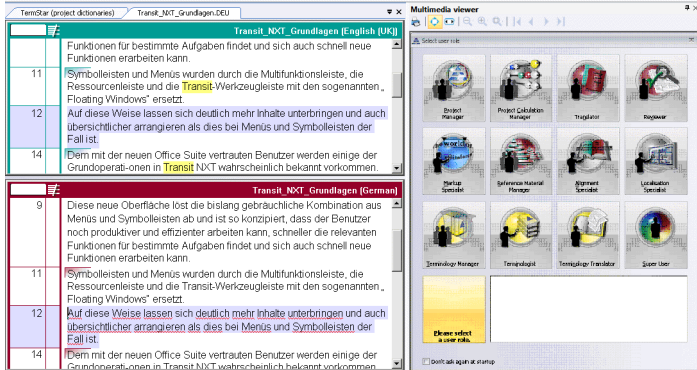 TermStar (project dictionaries)
Transit_NXT_Grundlagen.DEU
Transit_NXT_Grundlagen (English (UK))
Funktionen für bestimmte Aufgaben findet und sich auch schnell neue
Funktionen erarbeiten kann.
11 Symbolleisten und Menüs wurden durch die Multifunktionsleiste, die
Ressourcenleiste und die Transit-Werkzeugleiste mit den sogenannten „
Floating Windows“ ersetzt.
12 Auf diese Weise lassen sich deutlich mehr Inhalte unterbringen und auch
übersichtlicher arrangieren als dies bei Menüs und Symbolleisten der
Fall ist.
14 Dem mit der neuen Office Suite vertrauten Benutzer werden einige der
Grundoperati-onen in Transit NXT wahrscheinlich bekannt vorkommen.
Transit_NXT_Grundlagen (German)
9 Diese neue Oberfläche löst die bislang gebräuchliche Kombination aus
Menüs und Symbolleisten ab und ist so konzipiert, dass der Benutzer
noch produktiver und effizienter arbeiten kann, schneller die relevanten
Funktionen für bestimmte Aufgaben findet und sich auch schnell neue
Funktionen erarbeiten kann.
11 Symbolleisten und Menüs wurden durch die Multifunktionsleiste, die
Ressourcenleiste und die Transit-Werkzeugleiste mit den sogenannten „
Floating Windows“ ersetzt.
12 Auf diese Weise lassen sich deutlich mehr Inhalte unterbringen und auch
übersichtlicher arrangieren als dies bei Menüs und Symbolleisten der
Fall ist.
14 Dem mit der neuen Office Suite vertrauten Benutzer werden einige der
Grundoperati-onen in Transit NXT wahrscheinlich bekannt vorkommen
Multimedia viewer
Select user role
Project
Manager
Project Calculation
Manager
Translator
Reviewer
Markup
Specialist
Reference Material
Manager
Alignment
Specialist
Localisation
Specialist
Terminology Manager
Terminologist
Terminology Translator
Super User
Please select
a user role.
Don't ask again at startup